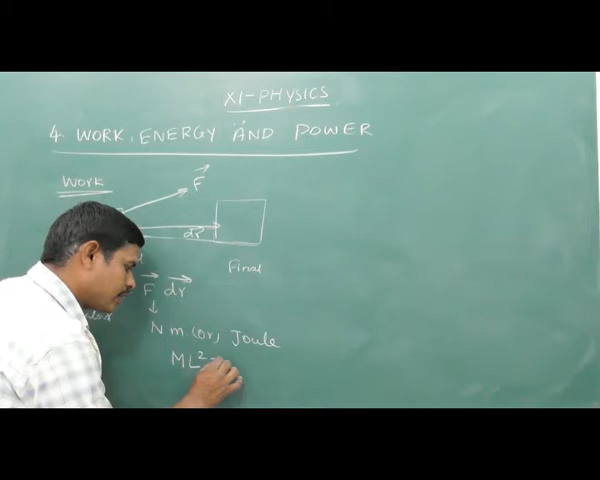 XI-PHYSICS
4. WORK, ENERGY AND POWER
WORK
F
dr
Final
F dr
N m (or) Joule
ML²